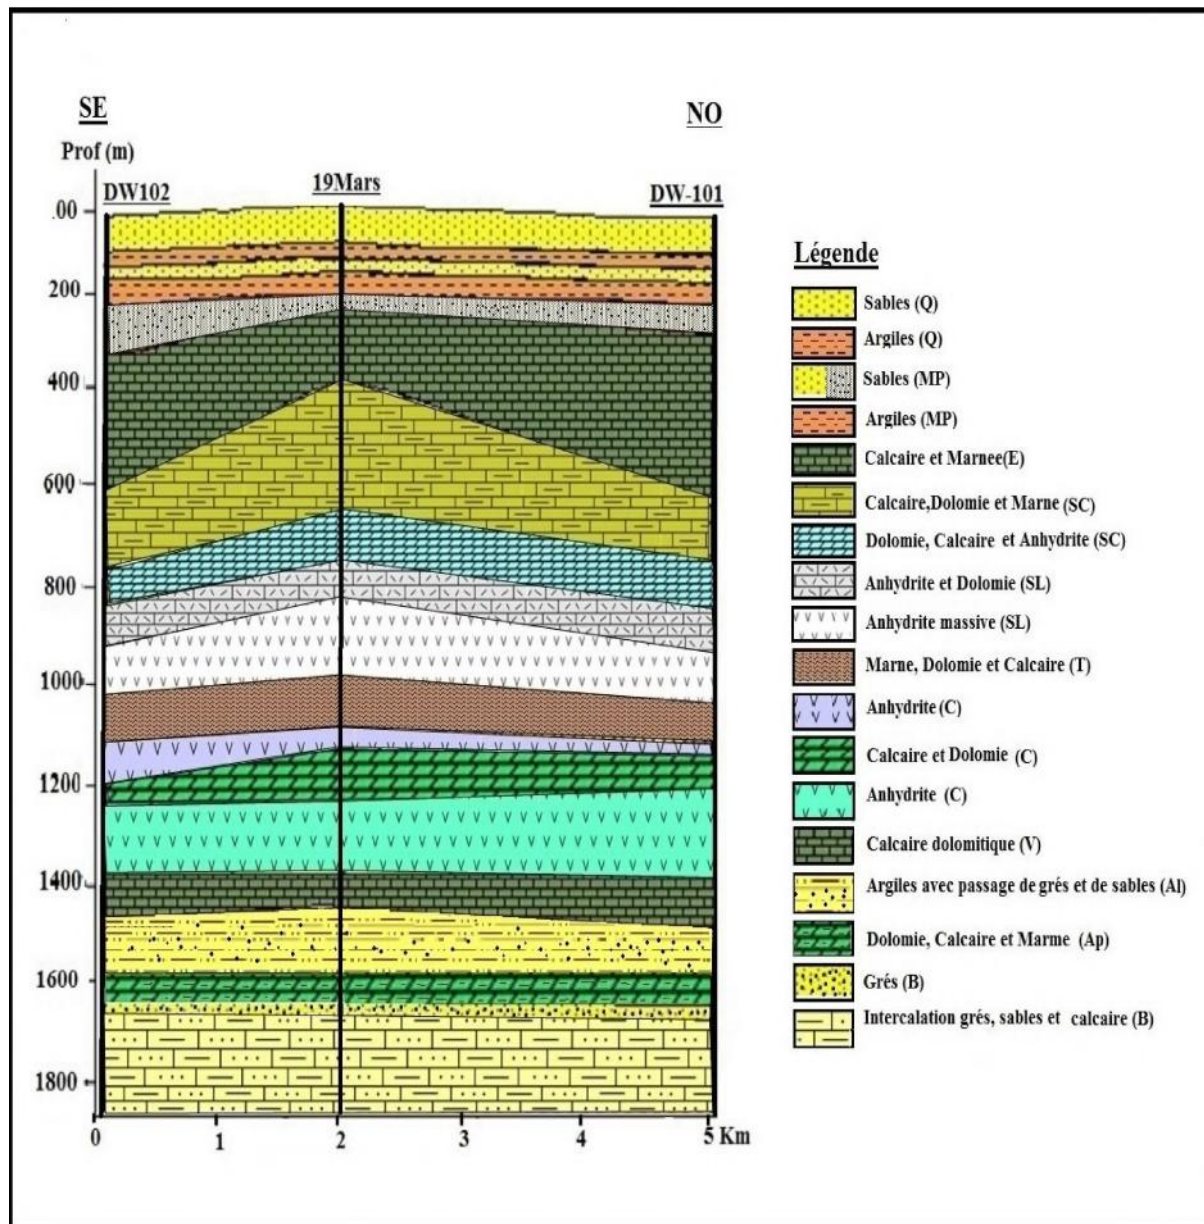 SE
NO
Prof (m)
DW102
19Mars
DW-101
.00
200
400
600
800
1000
1200
1400
1600
1800
0
1
2
3
4
5 Km
Légende
Sables (Q)
Argiles (Q)
Sables (MP)
Argiles (MP)
Calcaire et Marnee(E)
Calcaire,Dolomie et Marne (SC)
Dolomie, Calcaire et Anhydrite (SC)
Anhydrite et Dolomie (SL)
Anhydrite massive (SL)
Marne, Dolomie et Calcaire (T)
Anhydrite (C)
Calcaire et Dolomie (C)
Anhydrite (C)
Calcaire dolomitique (V)
Argiles avec passage de grés et de sables (Al)
Dolomie, Calcaire et Marme (Ap)
Grés (B)
Intercalation grés, sables et calcaire (B)